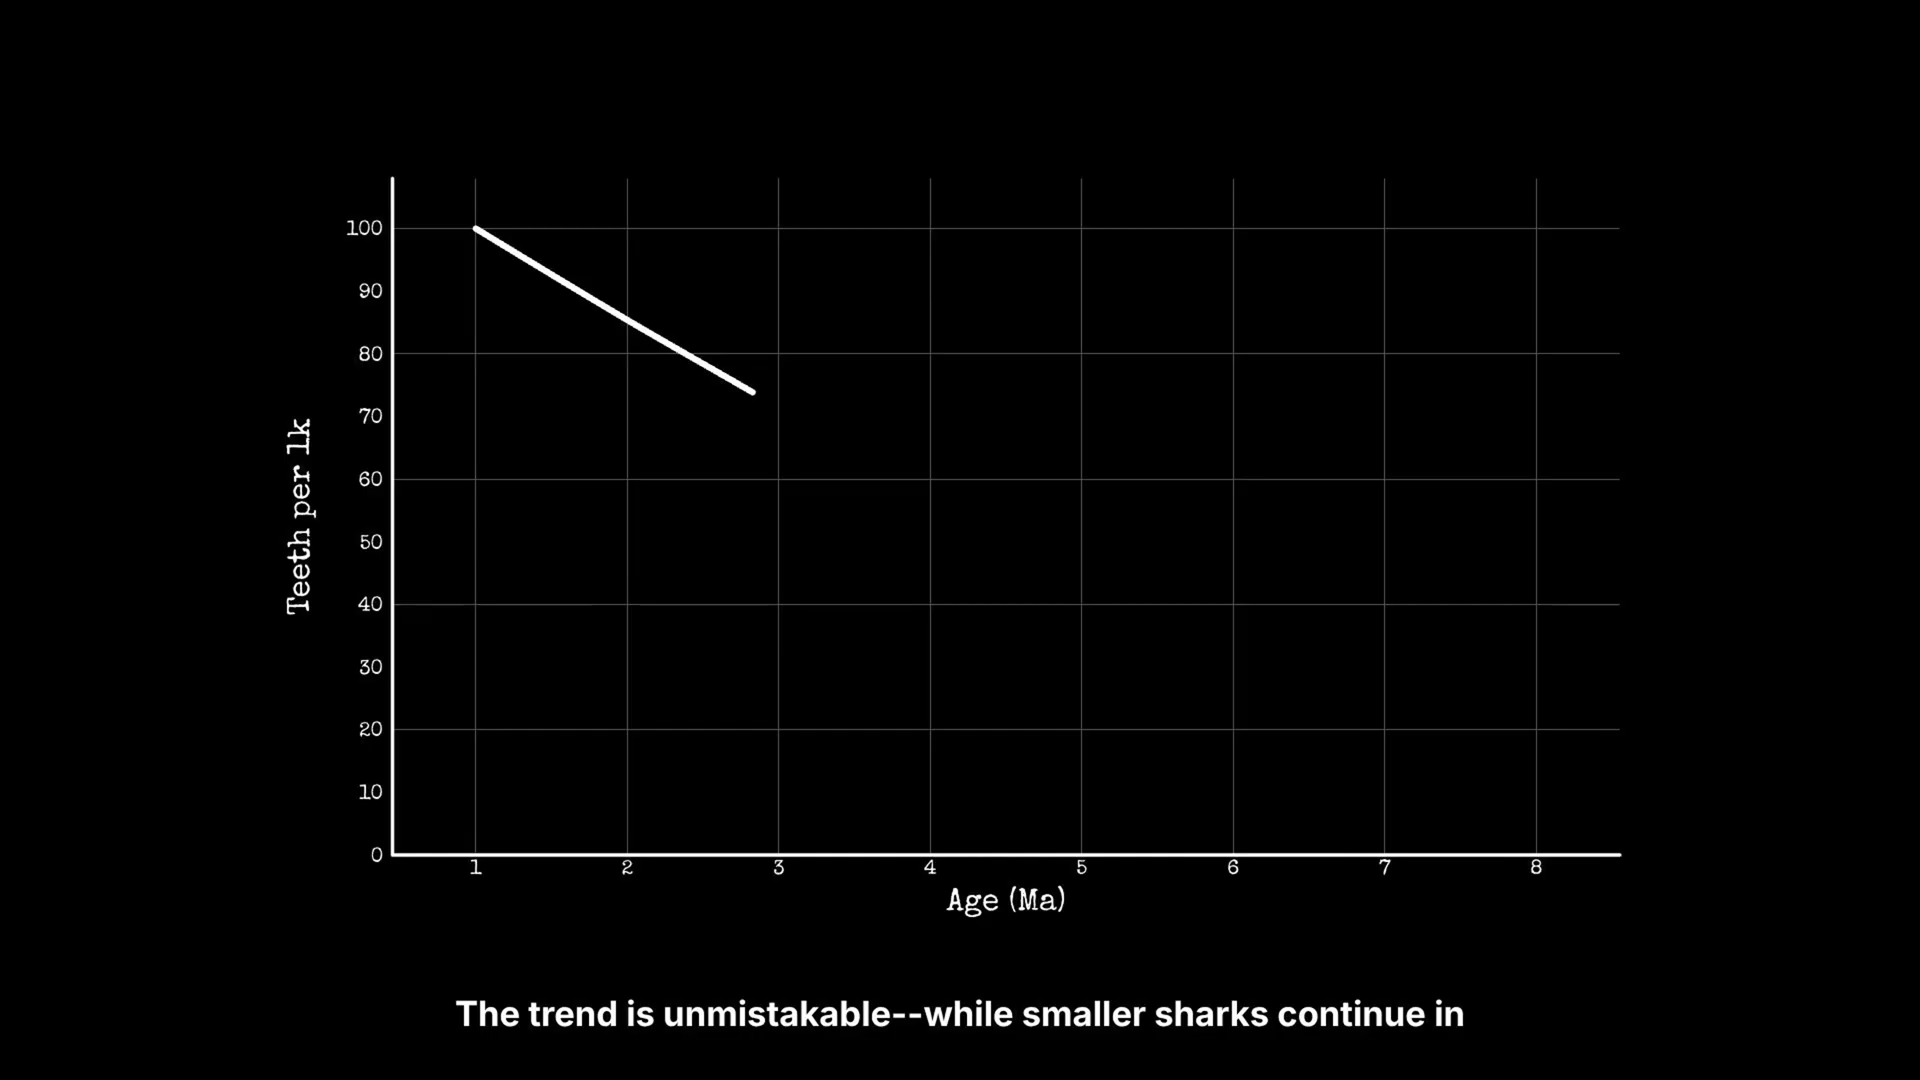 100
90
80
70
60
50
40
30
20
10
0
Teeth per 1k
1 2 3 4 5 6 7 8
Age (Ma)
The trend is unmistakable--while smaller sharks continue in